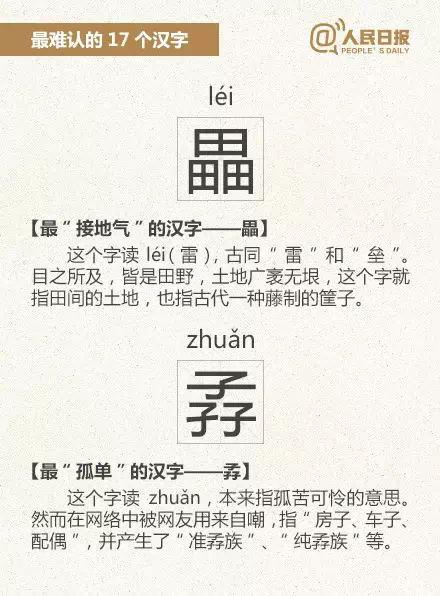 最难认的17个汉字
@人民日报
PEOPLE'S DAILY
léi
畾
【最“接地气”的汉字——畾】
这个字读 léi(雷),古同“雷”和“垒”。
目之所及,皆是田野,土地广袤无垠,这个字就
指田间的土地,也指古代一种藤制的筐子。
zhuǎn
孨
【最“孤单”的汉字——孨】
这个字读 zhuǎn,本来指孤苦可怜的意思。
然而在网络中被网友用来自嘲,指“房子、车子、
配偶”,并产生了“准孨族”、“纯孨族”等。